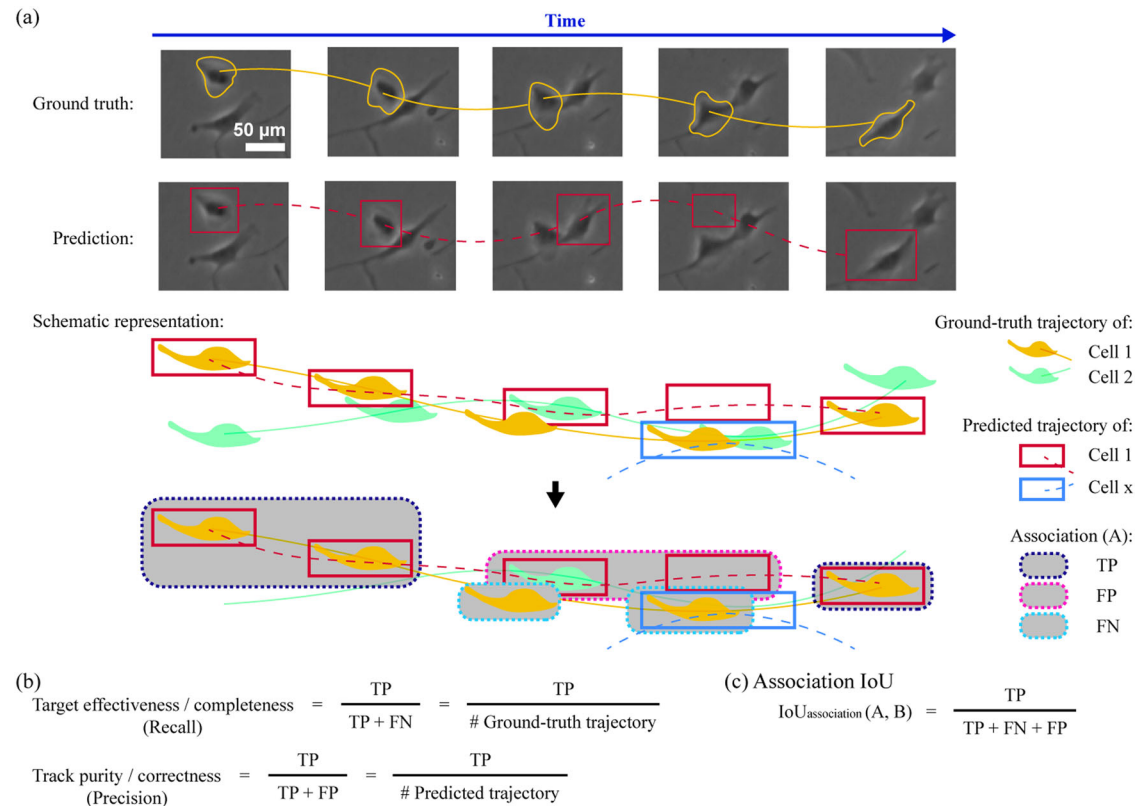 (a)
Time
Ground truth:
50 µm
Prediction:
Schematic representation:
Ground-truth trajectory of:
Cell 1
Cell 2
Predicted trajectory of:
Cell 1
Cell x
Association (A):
TP
FP
FN
(b)
Target effectiveness / completeness (Recall) = TP / TP + FN = TP / # Ground-truth trajectory
Track purity / correctness (Precision) = TP / TP + FP = TP / # Predicted trajectory
(c) Association IoU
IoUassociation (A, B) = TP / TP + FN + FP